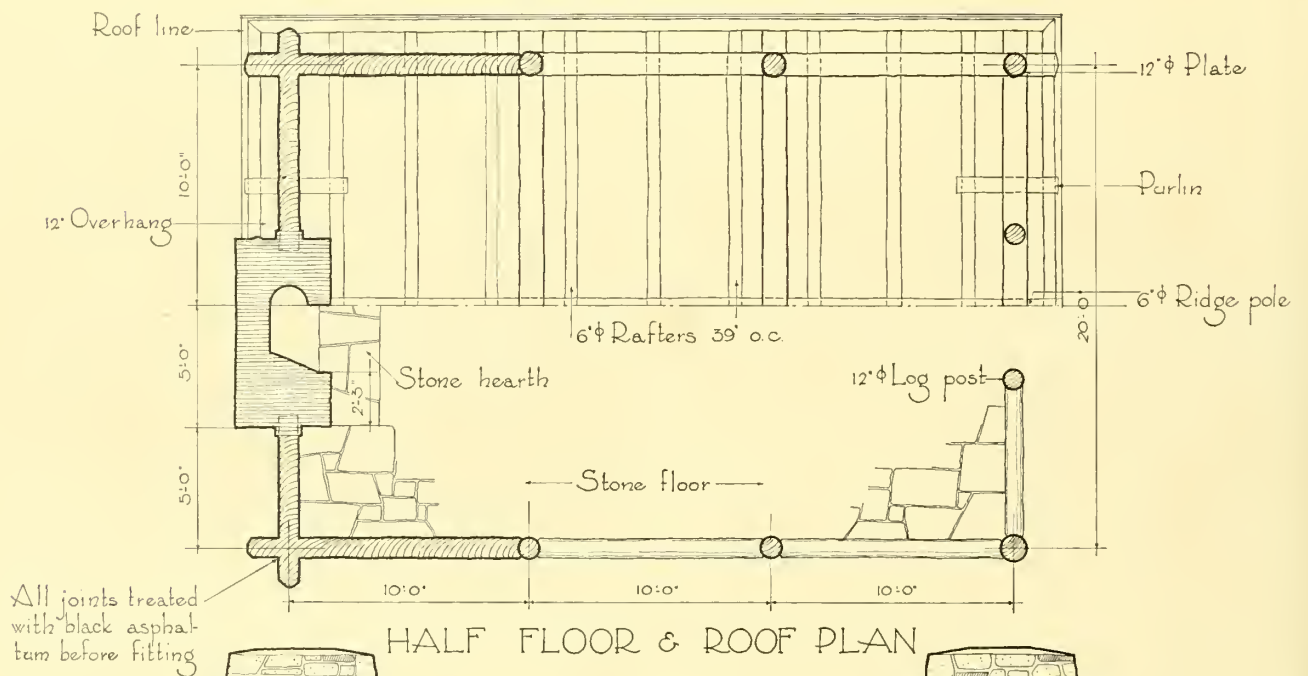 Roof line
12"ϕ Plate
10'-0"
Purlin
12" Overhang
6"ϕ Ridge pole
20'-0
6"ϕ Rafters 39" o.c.
5'-0"
Stone hearth
12"ϕ Log post
2'-3"
5'-0"
Stone floor
10'-0"
10'-0"
10'-0"
All joints treated
with black asphal-
tum before fitting
HALF FLOOR & ROOF PLAN